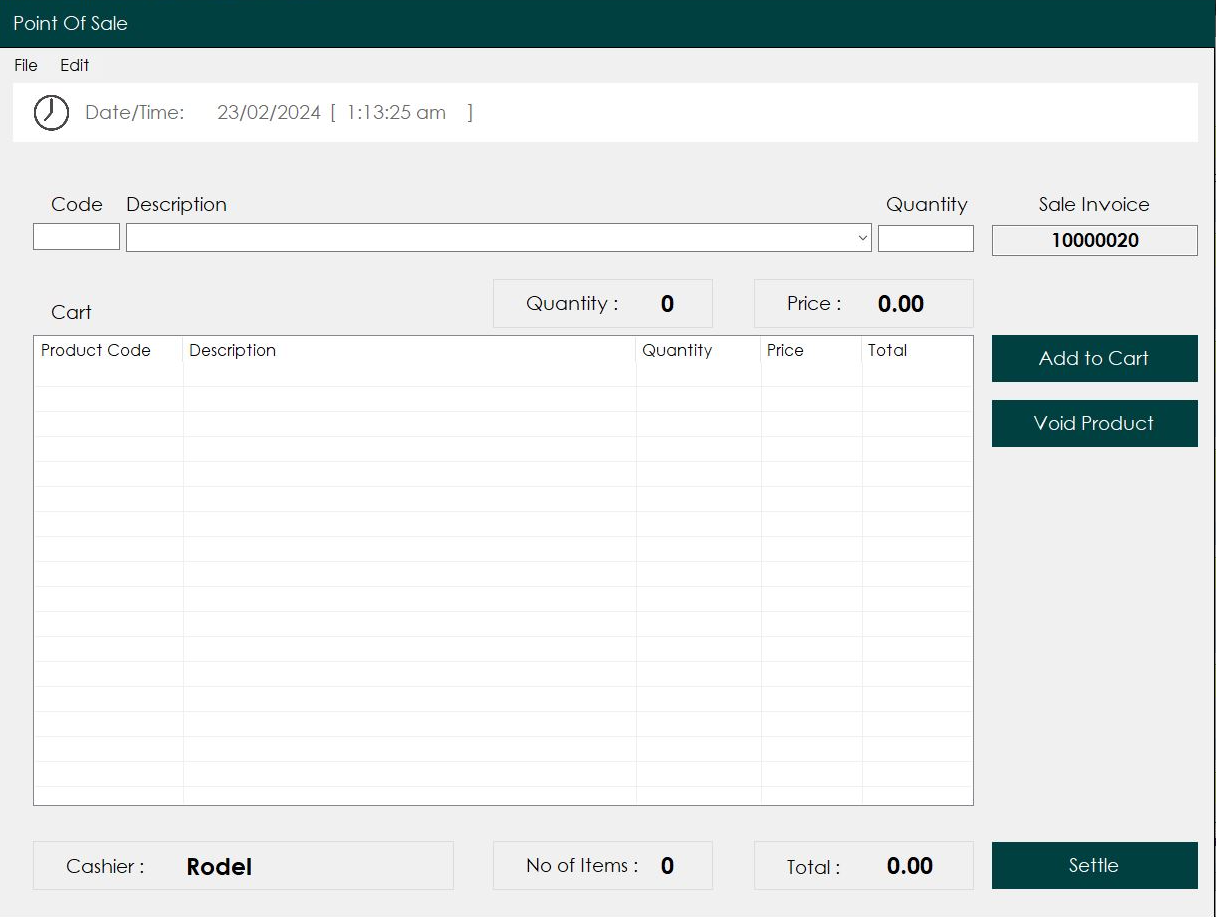 Point Of Sale
File Edit
Date/Time: 23/02/2024 [ 1:13:25 am ]
Code Description Quantity Sale Invoice
10000020
Cart Quantity : 0 Price : 0.00
Product Code Description Quantity Price Total
Add to Cart
Void Product
Cashier : Rodel No of Items : 0 Total : 0.00 Settle